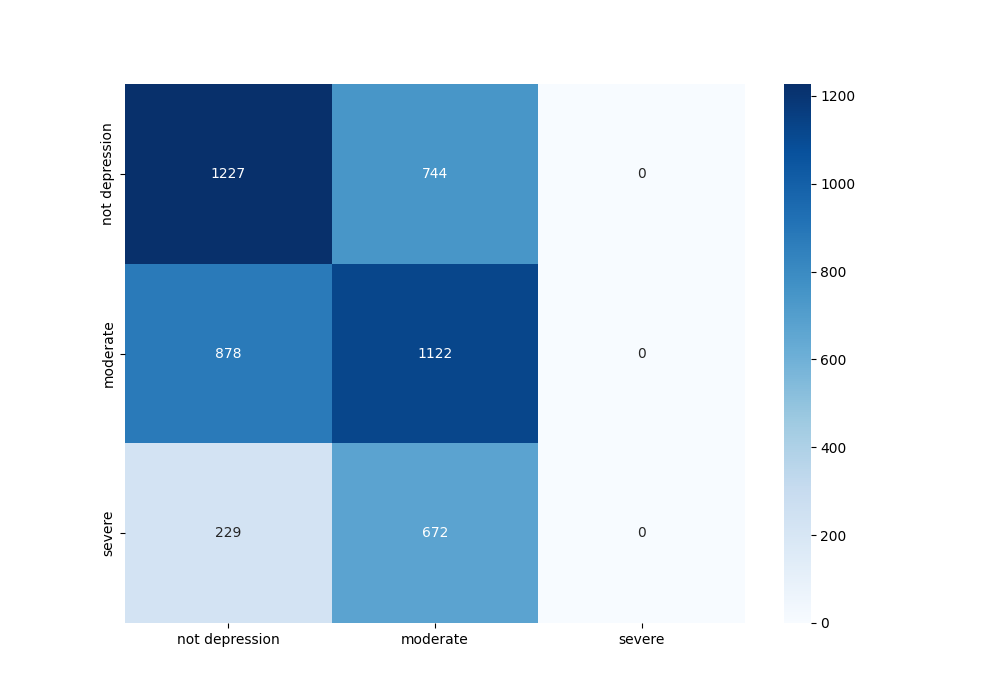 not depression
1227 744 0
moderate
878 1122 0
severe
229 672 0
not depression moderate severe
1200
1000
800
600
400
200
0